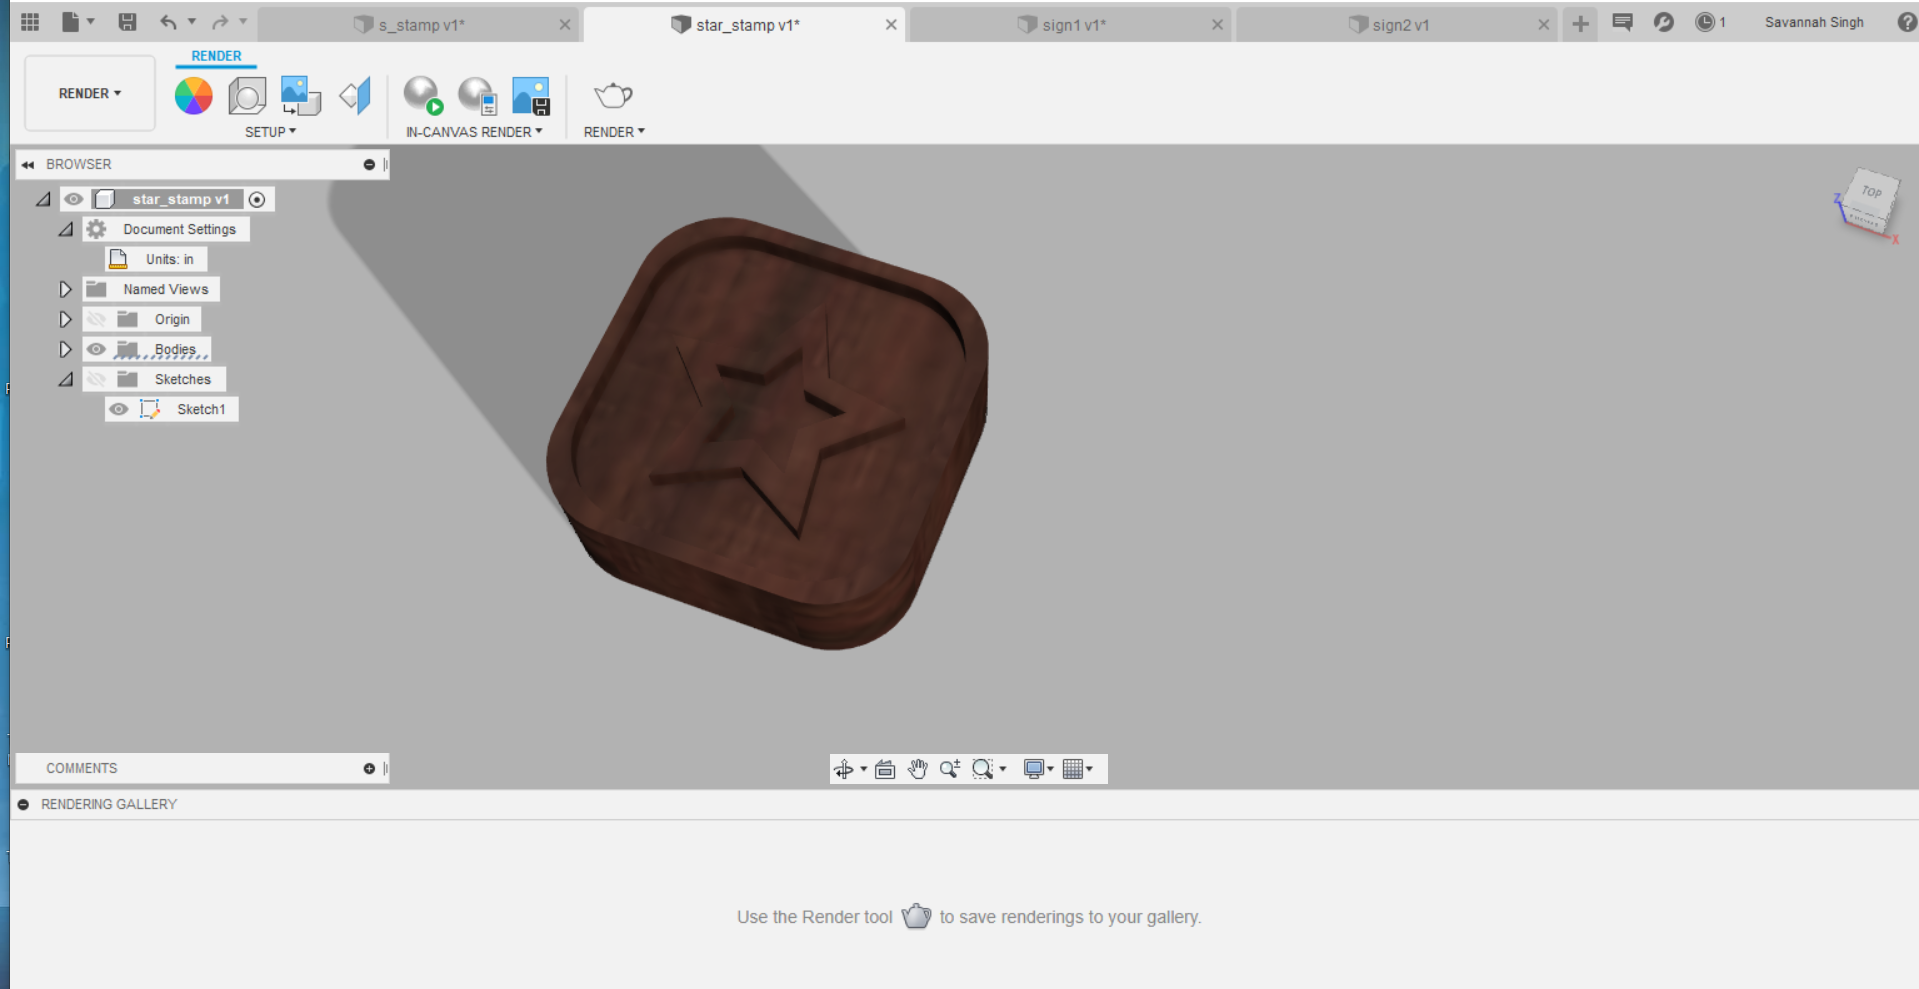 s_stamp v1*
star_stamp v1*
sign1 v1*
sign2 v1
1
Savannah Singh
RENDER
RENDER
SETUP
IN-CANVAS RENDER
RENDER
BROWSER
TOP
Z
X
star_stamp v1
Document Settings
Units: in
Named Views
Origin
Bodies
Sketches
Sketch1
COMMENTS
RENDERING GALLERY
Use the Render tool to save renderings to your gallery.